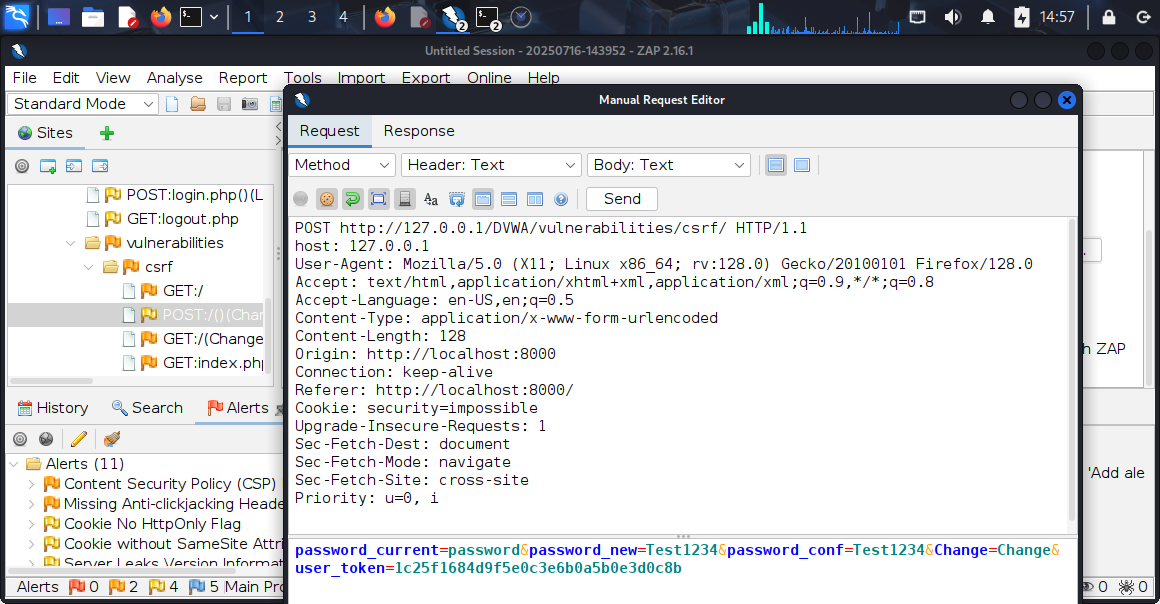 1 2 3 4 2 2 14:57
Untitled Session - 20250716-143952 - ZAP 2.16.1
File Edit View Analyse Report Tools Import Export Online Help
Standard Mode
Manual Request Editor
Sites
Request Response
Method Header: Text Body: Text
Send
POST:login.php()(L
GET:logout.php
vulnerabilities
csrf
GET:/
POST:/()(Chan
GET:/(Change
GET:index.php
POST http://127.0.0.1/DVWA/vulnerabilities/csrf/ HTTP/1.1
host: 127.0.0.1
User-Agent: Mozilla/5.0 (X11; Linux x86_64; rv:128.0) Gecko/20100101 Firefox/128.0
Accept: text/html,application/xhtml+xml,application/xml;q=0.9,*/*;q=0.8
Accept-Language: en-US,en;q=0.5
Content-Type: application/x-www-form-urlencoded
Content-Length: 128
Origin: http://localhost:8000
Connection: keep-alive
Referer: http://localhost:8000/
Cookie: security=impossible
Upgrade-Insecure-Requests: 1
Sec-Fetch-Dest: document
Sec-Fetch-Mode: navigate
Sec-Fetch-Site: cross-site
Priority: u=0, i
password_current=password&password_new=Test1234&password_conf=Test1234&Change=Change&
user_token=1c25f1684d9f5e0c3e6b0a5b0e3d0c8b
h ZAP
History Search Alerts
Alerts (11)
Content Security Policy (CSP)
Missing Anti-clickjacking Heade
Cookie No HttpOnly Flag
Cookie without SameSite Attri
Server Leaks Version Informat
'Add ale
Alerts 0 2 4 5 Main Pro
0 0